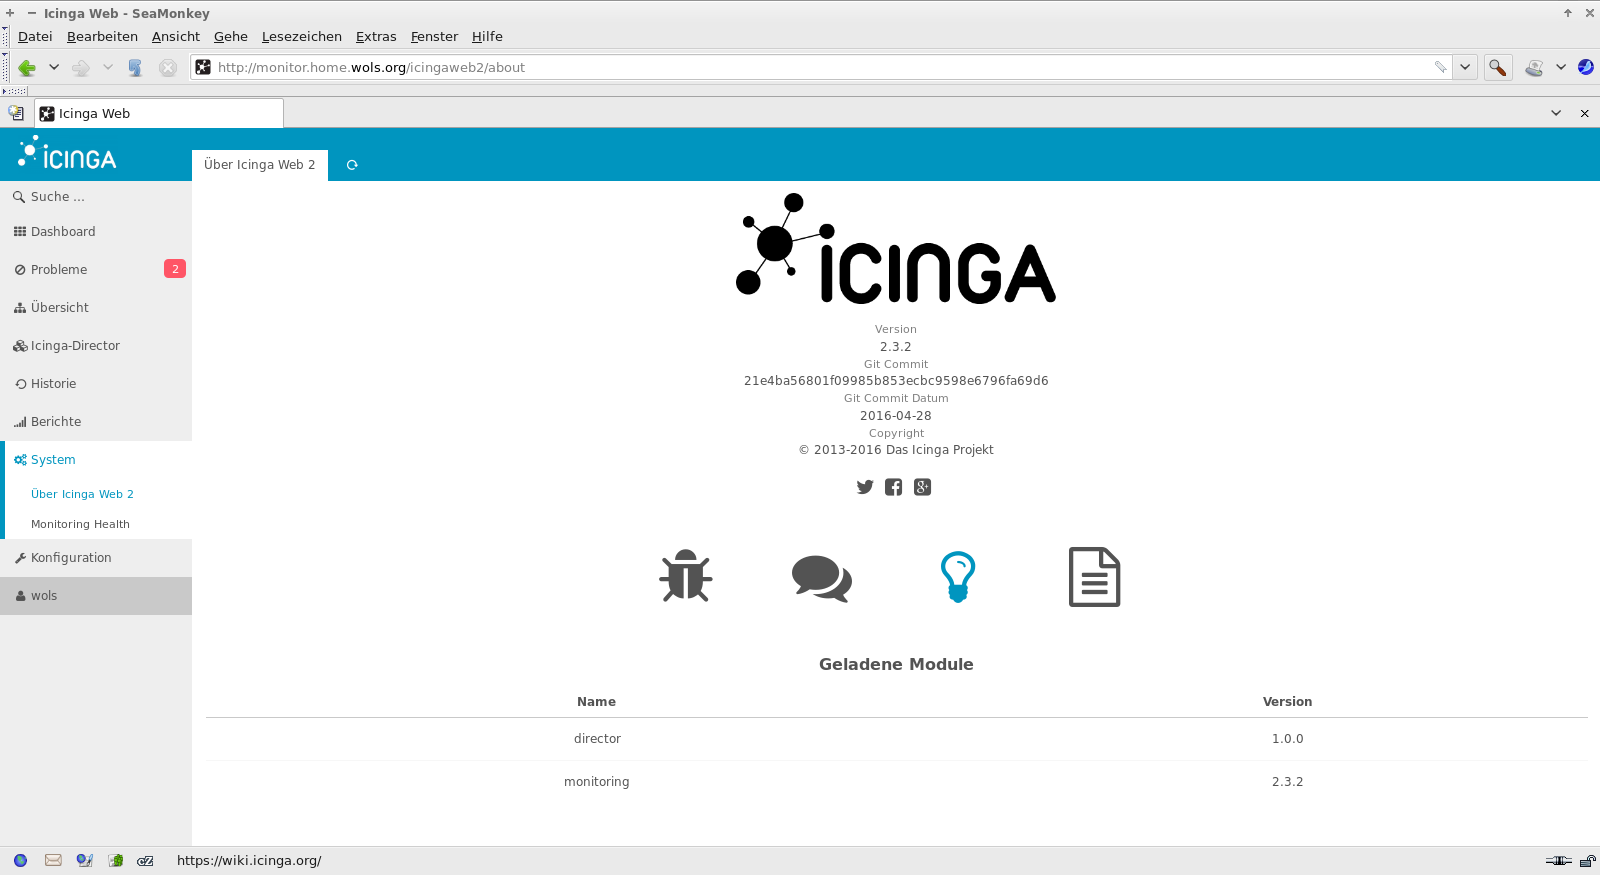 Icinga Web - SeaMonkey
Datei Bearbeiten Ansicht Gehe Lesezeichen Extras Fenster Hilfe
http://monitor.home.wols.org/icingaweb2/about
Icinga Web
ICINGA
Über Icinga Web 2
Suche ...
Dashboard
Probleme 2
Übersicht
Icinga-Director
Historie
Berichte
System
Über Icinga Web 2
Monitoring Health
Konfiguration
wols
ICINGA
Version
2.3.2
Git Commit
21e4ba56801f09985b853ecbc9598e6796fa69d6
Git Commit Datum
2016-04-28
Copyright
© 2013-2016 Das Icinga Projekt
Geladene Module
Name Version
director 1.0.0
monitoring 2.3.2
https://wiki.icinga.org/